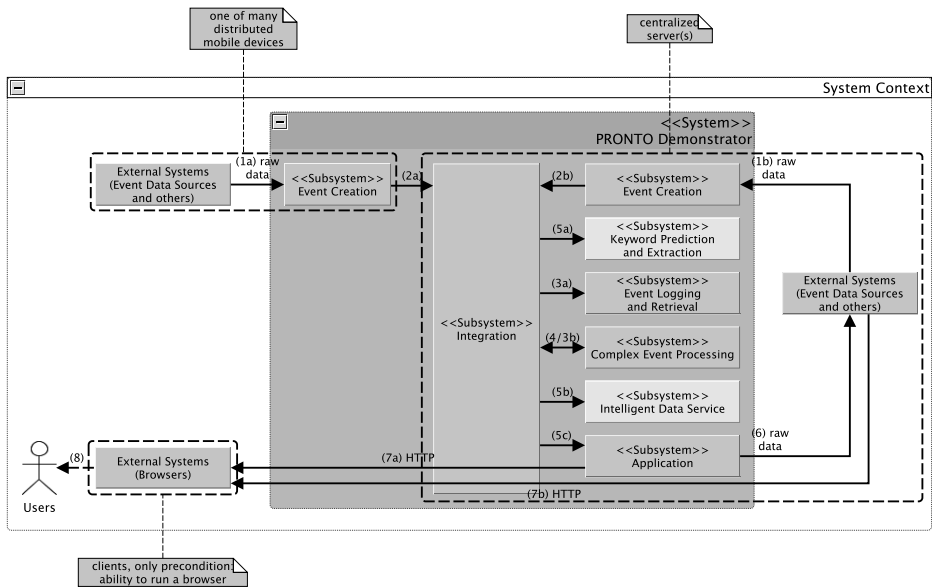 one of many
distributed
mobile devices
centralized
server(s)
System Context
<<System>>
PRONTO Demonstrator
External Systems
(Event Data Sources
and others)
(1a) raw
data
<<Subsystem>>
Event Creation
(2a)
(2b)
<<Subsystem>>
Event Creation
(1b) raw
data
(5a)
<<Subsystem>>
Keyword Prediction
and Extraction
(3a)
<<Subsystem>>
Event Logging
and Retrieval
External Systems
(Event Data Sources
and others)
<<Subsystem>>
Integration
(4/3b)
<<Subsystem>>
Complex Event Processing
(5b)
<<Subsystem>>
Intelligent Data Service
(5c)
<<Subsystem>>
Application
(6) raw
data
(7a) HTTP
(8)
External Systems
(Browsers)
(7b) HTTP
Users
clients, only precondition:
ability to run a browser